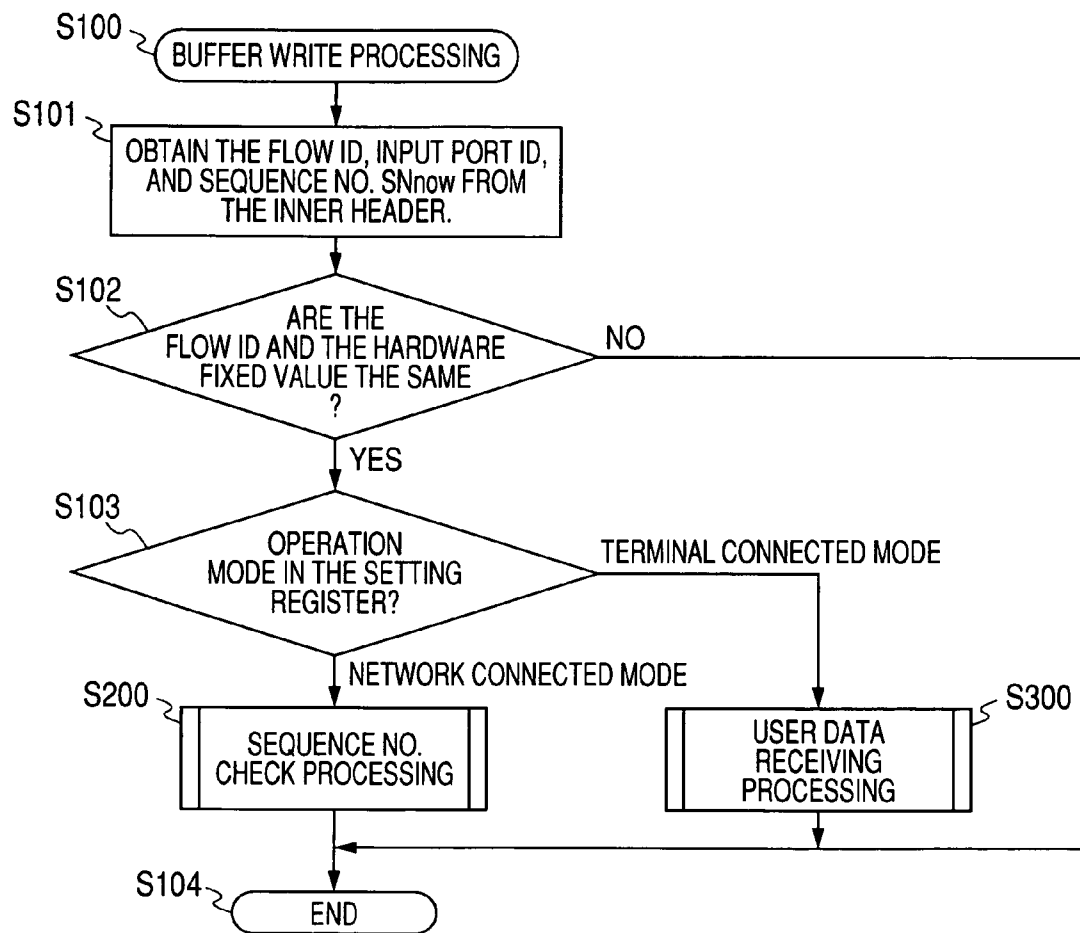 S100
BUFFER WRITE PROCESSING
S101
OBTAIN THE FLOW ID, INPUT PORT ID,
AND SEQUENCE NO. SNnow FROM
THE INNER HEADER.
S102
ARE THE
FLOW ID AND THE HARDWARE
FIXED VALUE THE SAME
?
NO
YES
S103
OPERATION
MODE IN THE SETTING
REGISTER?
TERMINAL CONNECTED MODE
NETWORK CONNECTED MODE
S200
SEQUENCE NO.
CHECK PROCESSING
S300
USER DATA
RECEIVING
PROCESSING
S104
END